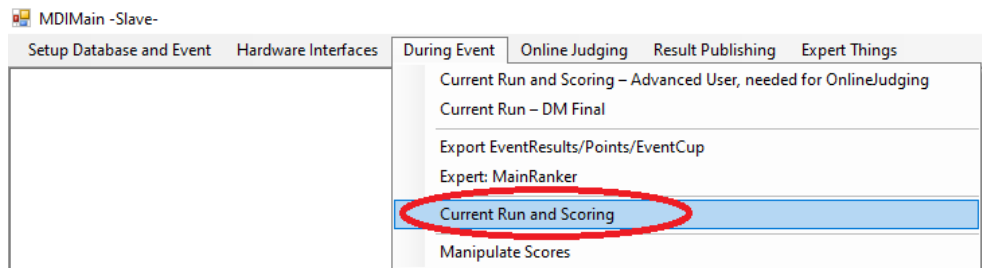 MDIMain -Slave-
Setup Database and Event Hardware Interfaces During Event Online Judging Result Publishing Expert Things
Current Run and Scoring – Advanced User, needed for OnlineJudging
Current Run – DM Final
Export EventResults/Points/EventCup
Expert: MainRanker
Current Run and Scoring
Manipulate Scores